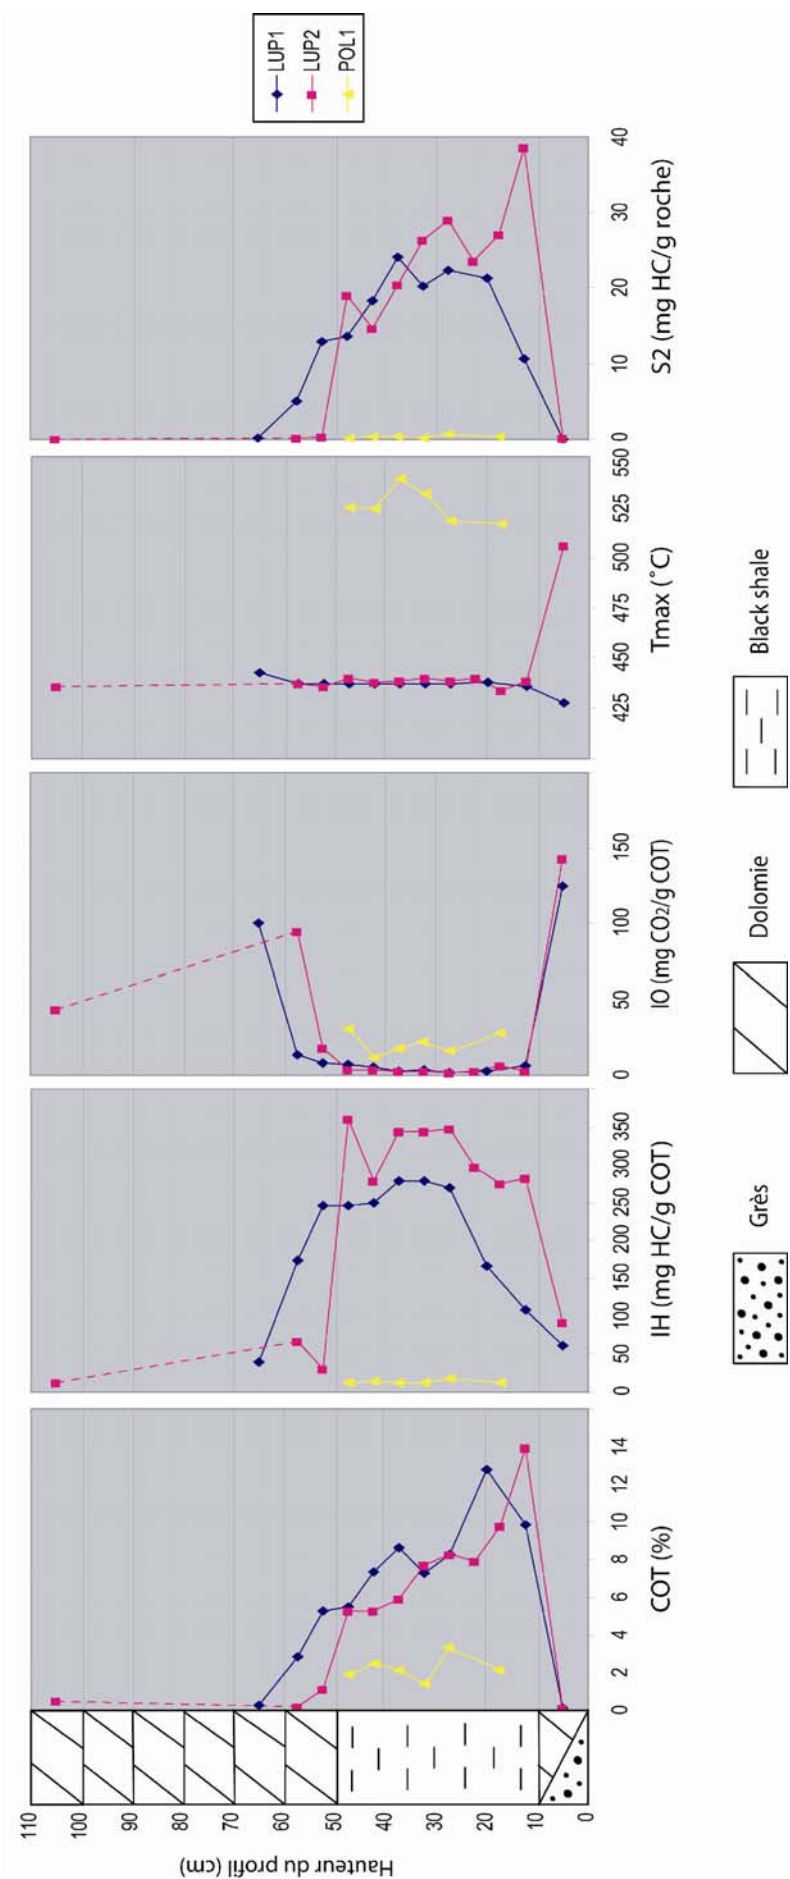 LUP1
LUP2
POL1
110
100
90
80
70
60
50
40
30
20
10
0
Hauteur du profil (cm)
0 2 4 6 8 10 12 14
COT (%)
0 50 100 150 200 250 300 350
IH (mg HC/g COT)
0 50 100 150
IO (mg CO2/g COT)
425 450 475 500 525 550
Tmax (˚C)
0 10 20 30 40
S2 (mg HC/g roche)
Grès
Dolomie
Black shale